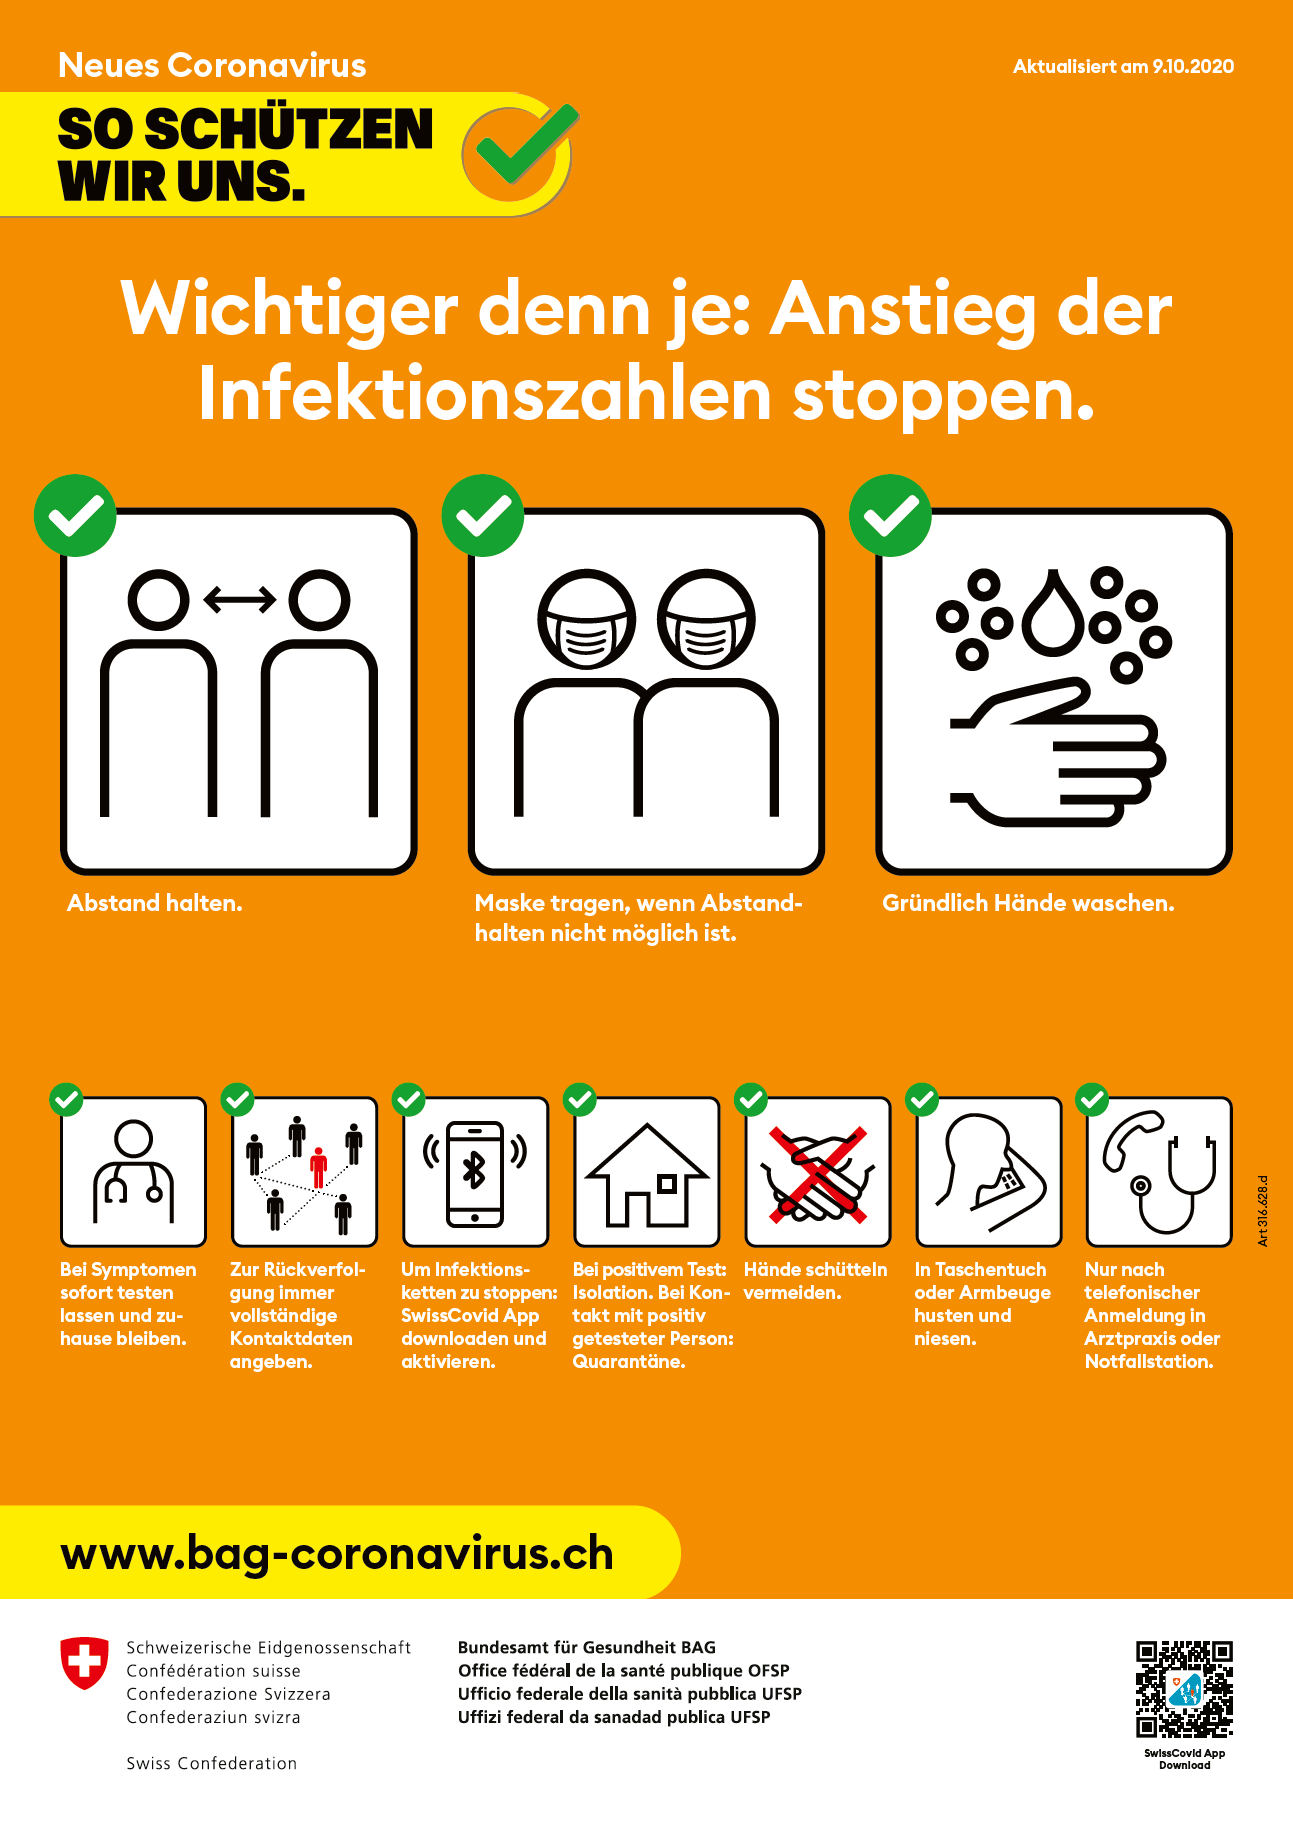 Neues Coronavirus
Aktualisiert am 9.10.2020
SO SCHÜTZEN
WIR UNS.
Wichtiger denn je: Anstieg der
Infektionszahlen stoppen.
Abstand halten.
Maske tragen, wenn Abstand-
halten nicht möglich ist.
Gründlich Hände waschen.
Bei Symptomen
sofort testen
lassen und zu-
hause bleiben.
Zur Rückverfol-
gung immer
vollständige
Kontaktdaten
angeben.
Um Infektions-
ketten zu stoppen:
SwissCovid App
downloaden und
aktivieren.
Bei positivem Test:
Isolation. Bei Kon-
takt mit positiv
getesteter Person:
Quarantäne.
Hände schütteln
vermeiden.
In Taschentuch
oder Armbeuge
husten und
niesen.
Nur nach
telefonischer
Anmeldung in
Arztpraxis oder
Notfallstation.
Art 316.628.d
www.bag-coronavirus.ch
Schweizerische Eidgenossenschaft
Confédération suisse
Confederazione Svizzera
Confederaziun svizra
Swiss Confederation
Bundesamt für Gesundheit BAG
Office fédéral de la santé publique OFSP
Ufficio federale della sanità pubblica UFSP
Uffizi federal da sanadad publica UFSP
SwissCovid App
Download